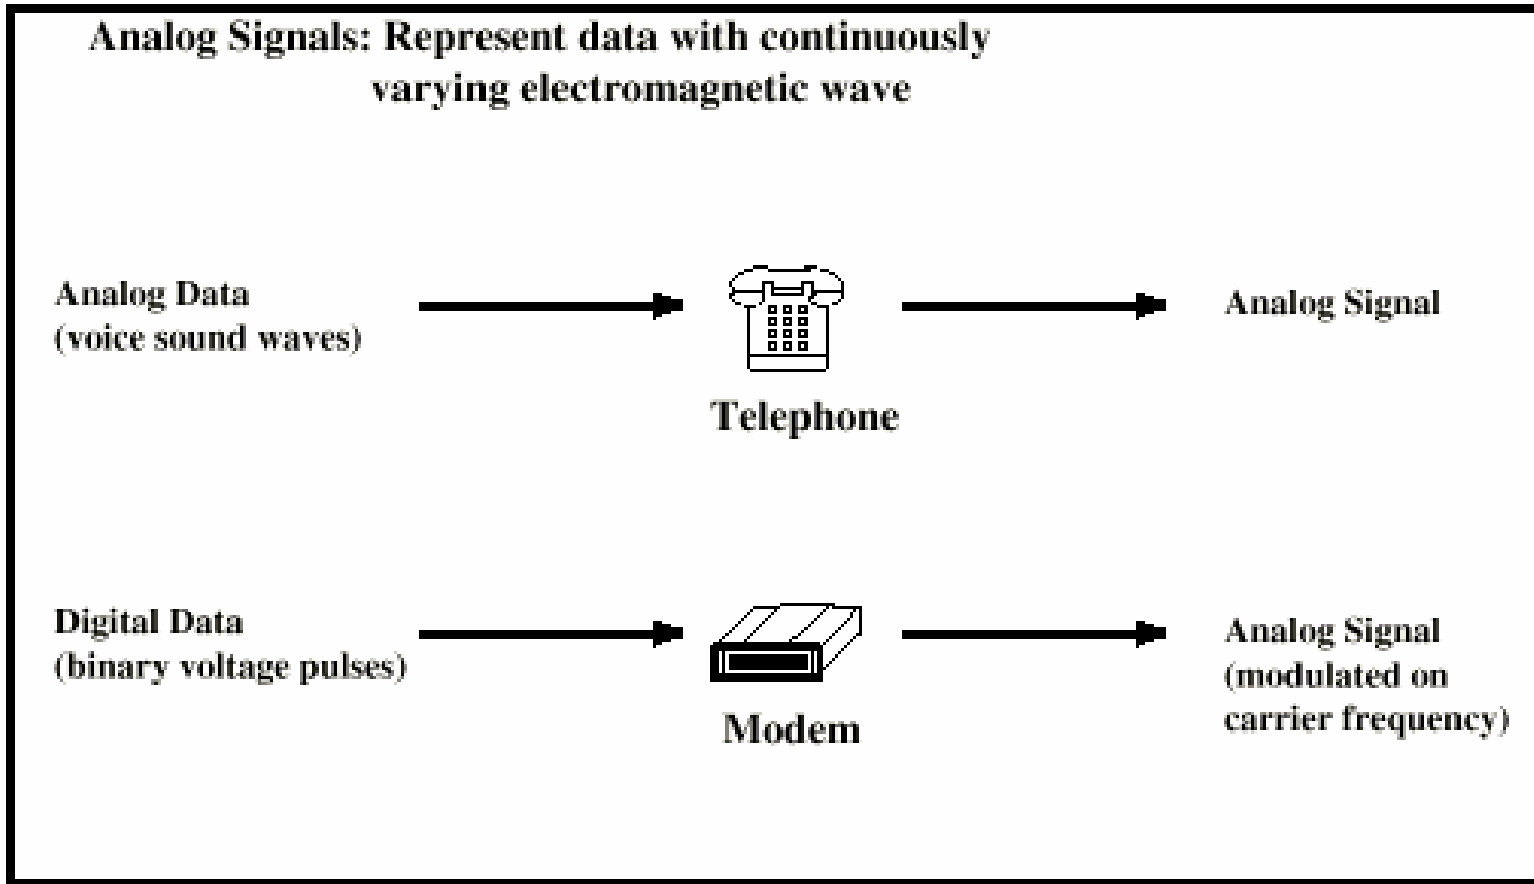 Analog Signals: Represent data with continuously
varying electromagnetic wave
Analog Data
(voice sound waves)
Analog Signal
Telephone
Digital Data
(binary voltage pulses)
Analog Signal
(modulated on
carrier frequency)
Modem